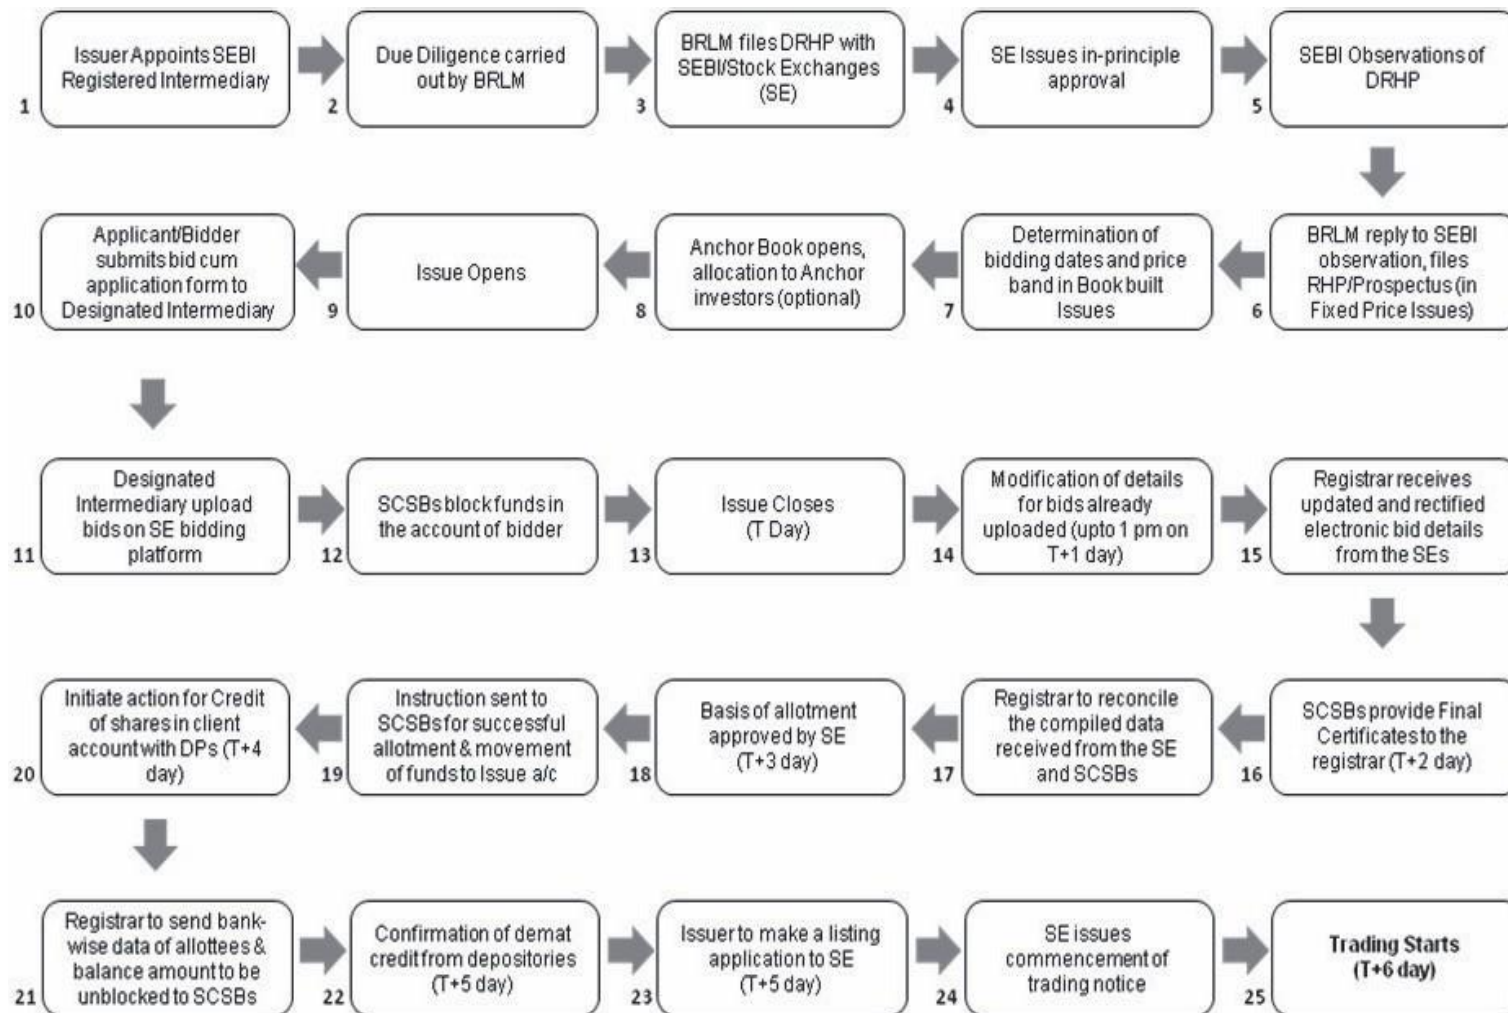 Issuer Appoints SEBI
Registered Intermediary
1
Due Diligence carried
out by BRLM
2
BRLM files DRHP with
SEBI/Stock Exchanges
(SE)
3
SE Issues in-principle
approval
4
SEBI Observations of
DRHP
5
BRLM reply to SEBI
observation, files
RHP/Prospectus (in
Fixed Price Issues)
6
Determination of
bidding dates and price
band in Book built
Issues
7
Anchor Book opens,
allocation to Anchor
investors (optional)
8
Issue Opens
9
Applicant/Bidder
submits bid cum
application form to
Designated Intermediary
10
Designated
Intermediary upload
bids on SE bidding
platform
11
SCSBs block funds in
the account of bidder
12
Issue Closes
(T Day)
13
Modification of details
for bids already
uploaded (upto 1 pm on
T+1 day)
14
Registrar receives
updated and rectified
electronic bid details
from the SEs
15
SCSBs provide Final
Certificates to the
registrar (T+2 day)
16
Registrar to reconcile
the compiled data
received from the SE
and SCSBs
17
Basis of allotment
approved by SE
(T+3 day)
18
Instruction sent to
SCSBs for successful
allotment & movement
of funds to Issue a/c
19
Initiate action for Credit
of shares in client
account with DPs (T+4
day)
20
Registrar to send bank-
wise data of allottees &
balance amount to be
unblocked to SCSBs
21
Confirmation of demat
credit from depositories
(T+5 day)
22
Issuer to make a listing
application to SE
(T+5 day)
23
SE issues
commencement of
trading notice
24
Trading Starts
(T+6 day)
25